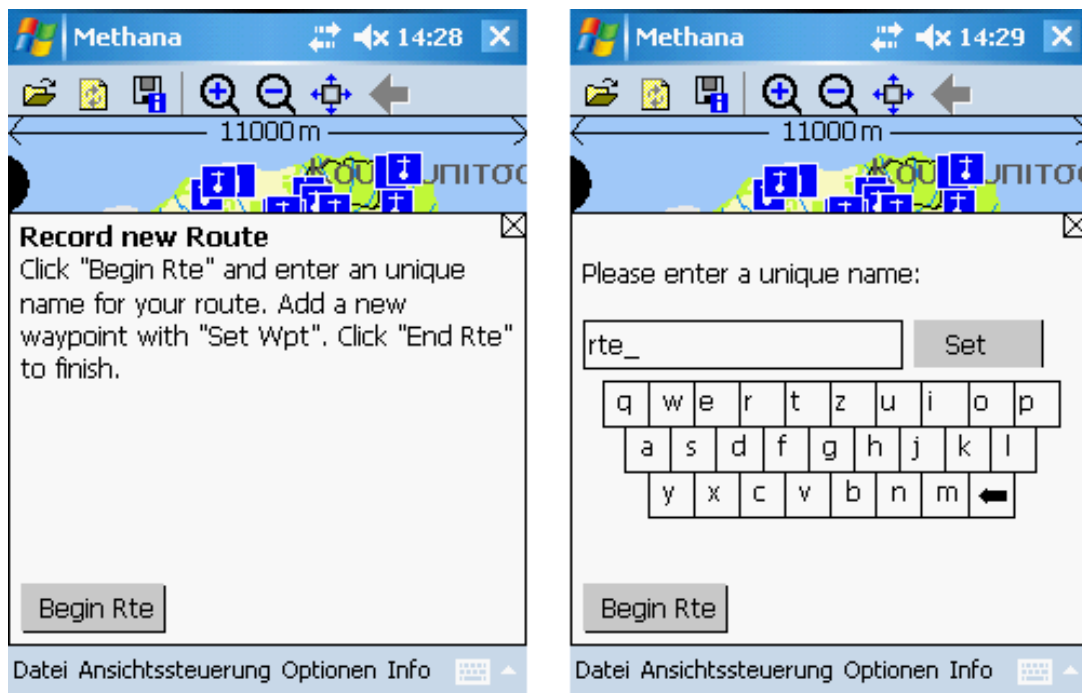 Methana 14:28
11000 m
Record new Route
Click "Begin Rte" and enter an unique
name for your route. Add a new
waypoint with "Set Wpt". Click "End Rte"
to finish.
Begin Rte
Datei Ansichtssteuerung Optionen Info
Methana 14:29
11000 m
Please enter a unique name:
rte_ Set
q w e r t z u i o p
a s d f g h j k l
y x c v b n m
Begin Rte
Datei Ansichtssteuerung Optionen Info